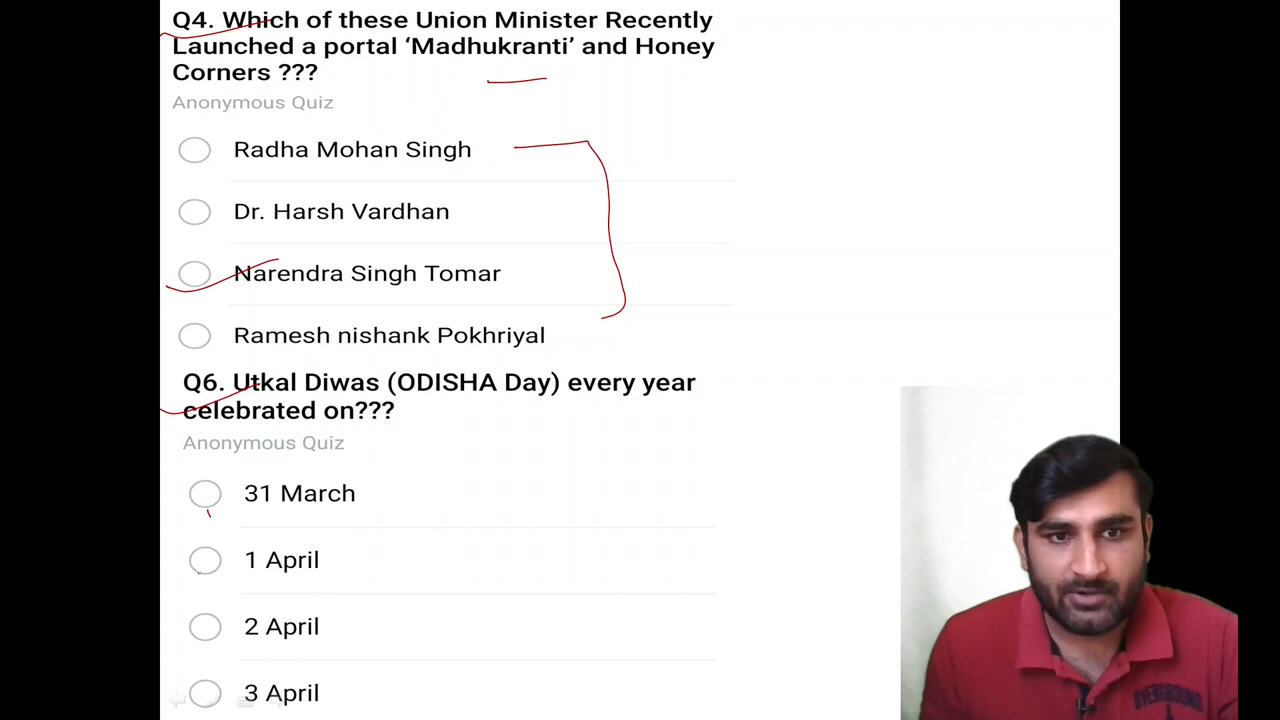 Q4. Which of these Union Minister Recently
Launched a portal ‘Madhukranti’ and Honey
Corners ???
Anonymous Quiz
Radha Mohan Singh
Dr. Harsh Vardhan
Narendra Singh Tomar
Ramesh nishank Pokhriyal
Q6. Utkal Diwas (ODISHA Day) every year
celebrated on???
Anonymous Quiz
31 March
1 April
2 April
3 April